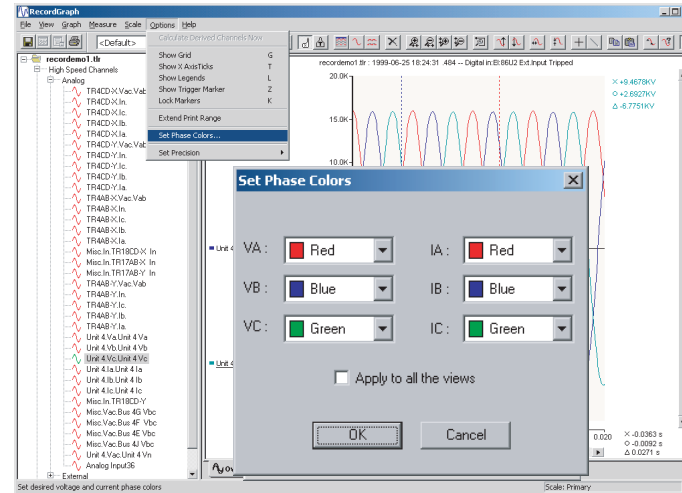 RecordGraph
File View Graph Measure Scale Options Help
<Default>
Calculate Derived Channels Now
Show Grid G
Show X AxisTicks T
Show Legends L
Show Trigger Marker Z
Lock Markers K
Extend Print Range
Set Phase Colors...
Set Precision
recordemo1.tlr
High Speed Channels
Analog
TR4CD-X.Vac.Vab
TR4CD-X.In.
TR4CD-X.Ic.
TR4CD-X.Ib.
TR4CD-X.Ia.
TR4CD-Y.Vac.Vab
TR4CD-Y.In.
TR4CD-Y.Ic.
TR4CD-Y.Ib.
TR4CD-Y.Ia.
TR4AB-X.Vac.Vab
TR4AB-X.In.
TR4AB-X.Ic.
TR4AB-X.Ib.
TR4AB-X.Ia.
Misc.In.TR18CD-X In
Misc.In.TR17AB-X In
Misc.In.TR17AB-Y In
TR4AB-Y.Vac.Vab
TR4AB-Y.In.
TR4AB-Y.Ic.
TR4AB-Y.Ib.
TR4AB-Y.Ia.
Unit 4.Va.Unit 4 Va
Unit 4.Vb.Unit 4 Vb
Unit 4.Vc.Unit 4 Vc
Unit 4.Ia.Unit 4 Ia
Unit 4.Ib.Unit 4 Ib
Unit 4.Ic.Unit 4 Ic
Misc.In.TR18CD-Y
Misc.Vac.Bus 4G Vbc
Misc.Vac.Bus 4F Vbc
Misc.Vac.Bus 4E Vbc
Misc.Vac.Bus 4J Vbc
Unit 4.Vac.Unit 4 Vn
Analog Input36
External
recordemo1.tlr : 1999-06-25 18:24:31 .484 -- Digital in:El:86U2 Ext.Input Tripped
20.0K
15.0K
10.0K
×+9.4678KV
○+2.6927KV
△-6.7751KV
Unit 4
Unit 4
Set Phase Colors
VA : Red IA : Red
VB : Blue IB : Blue
VC : Green IC : Green
Apply to all the views
OK Cancel
0.020
× -0.0363 s
○ -0.0092 s
△ 0.0271 s
Set desired voltage and current phase colors
Scale: Primary